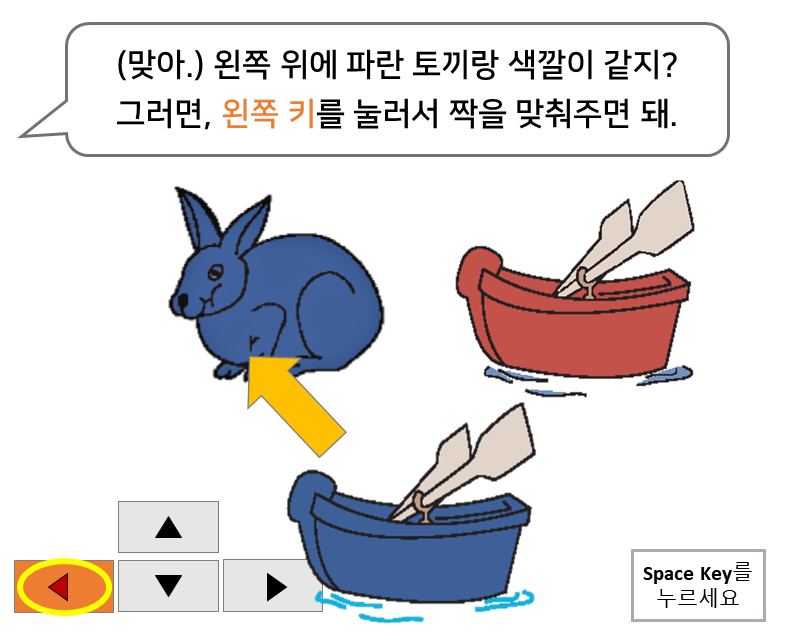 (맞아.) 왼쪽 위에 파란 토끼랑 색깔이 같지?
그러면, 왼쪽 키를 눌러서 짝을 맞춰주면 돼.
Space Key를
누르세요